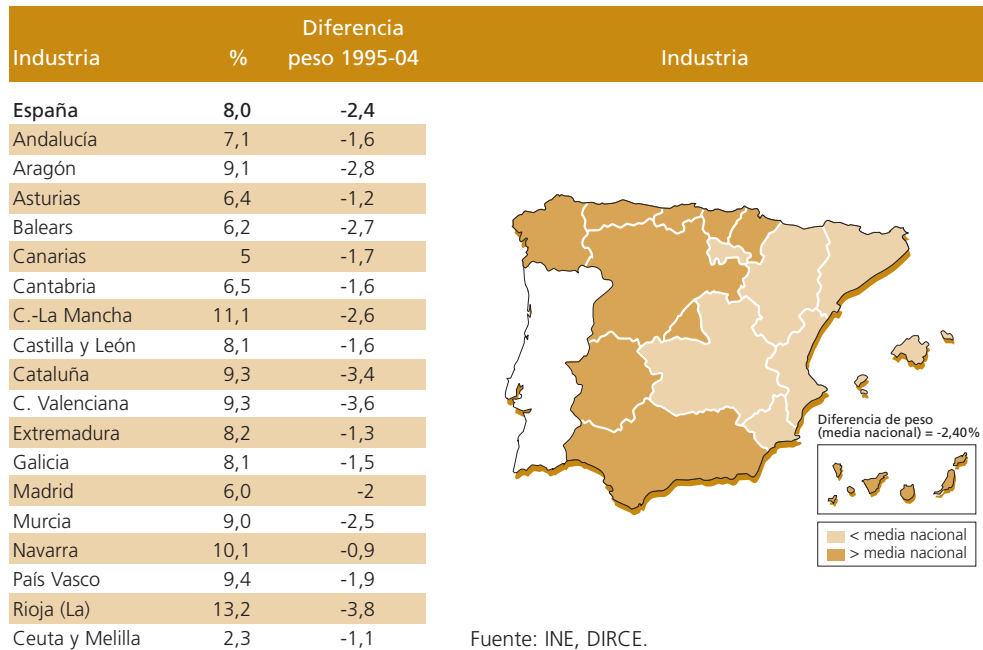 Industria % Diferencia peso 1995-04 Industria
España 8,0 -2,4
Andalucía 7,1 -1,6
Aragón 9,1 -2,8
Asturias 6,4 -1,2
Balears 6,2 -2,7
Canarias 5 -1,7
Cantabria 6,5 -1,6
C.-La Mancha 11,1 -2,6
Castilla y León 8,1 -1,6
Cataluña 9,3 -3,4
C. Valenciana 9,3 -3,6
Extremadura 8,2 -1,3
Galicia 8,1 -1,5
Madrid 6,0 -2
Murcia 9,0 -2,5
Navarra 10,1 -0,9
País Vasco 9,4 -1,9
Rioja (La) 13,2 -3,8
Ceuta y Melilla 2,3 -1,1
Diferencia de peso
(media nacional) = -2,40%
< media nacional
> media nacional
Fuente: INE, DIRCE.